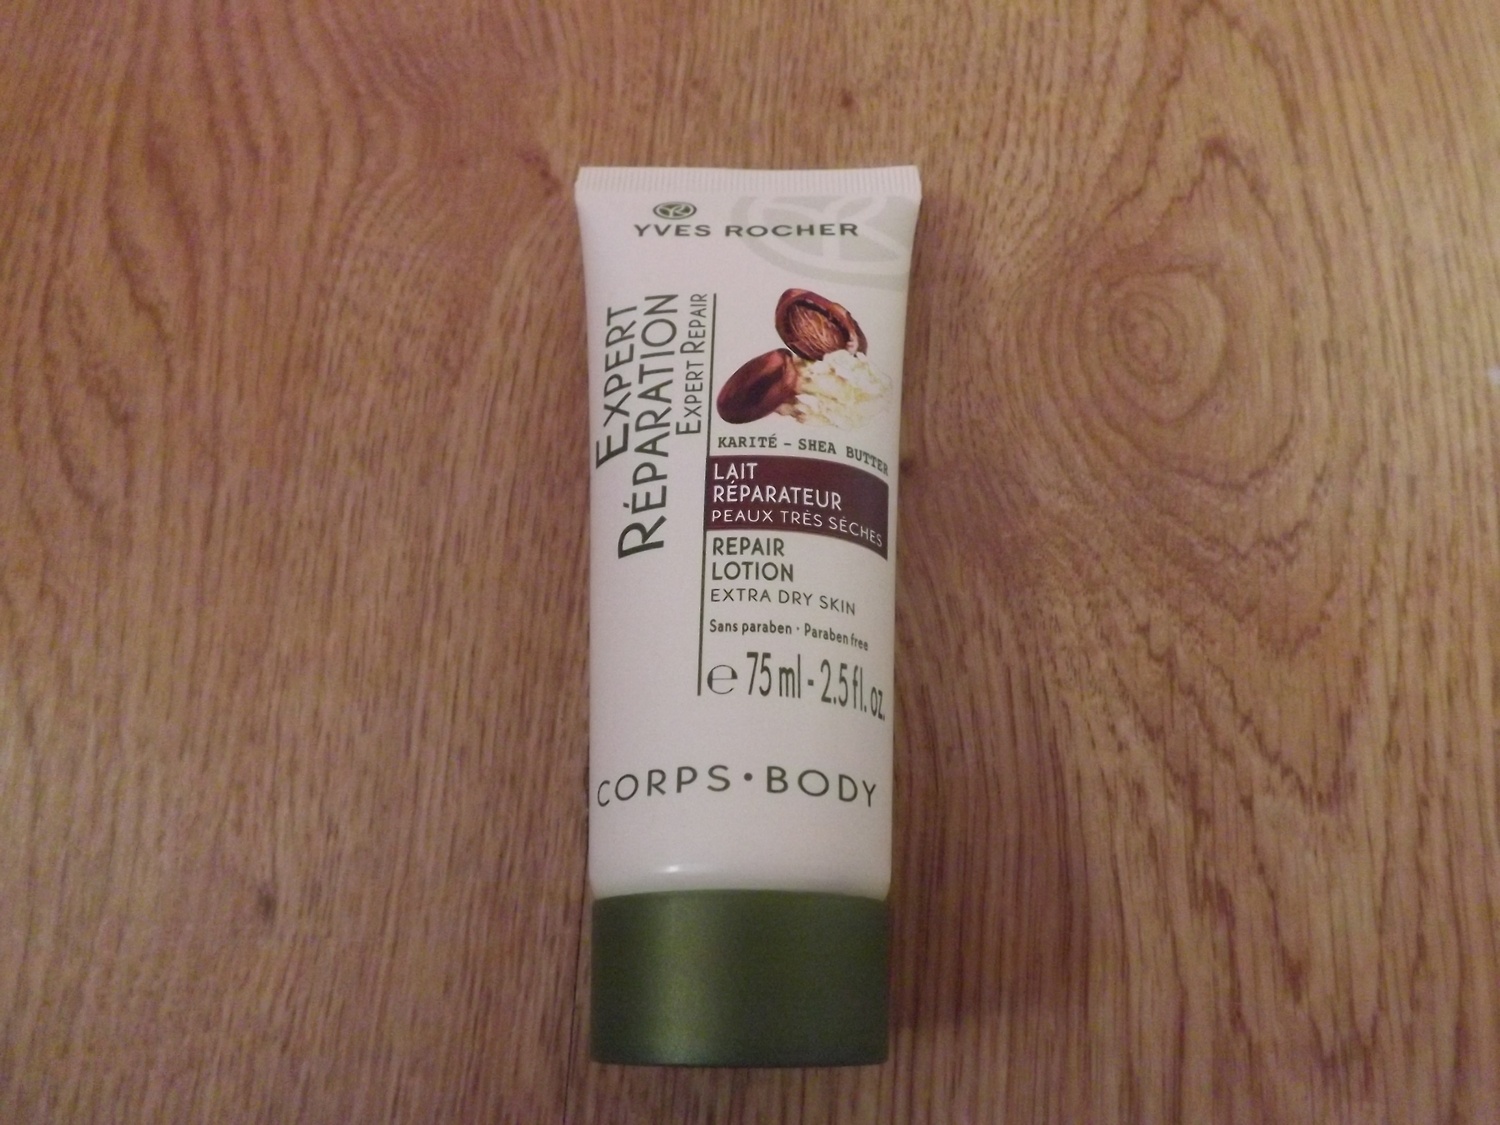 YVES ROCHER
EXPERT
RÉPARATION
EXPERT REPAIR
KARITÉ - SHEA BUTTER
LAIT
RÉPARATEUR
PEAUX TRÈS SÈCHES
REPAIR
LOTION
EXTRA DRY SKIN
Sans paraben · Paraben free
℮ 75 ml - 2.5 fl. oz.
CORPS · BODY